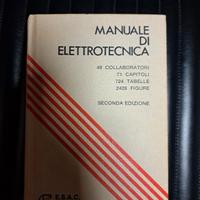 MANUALE
DI
ELETTROTECNICA
48 COLLABORATORI
71 CAPITOLI
724 TABELLE
2428 FIGURE
SECONDA EDIZIONE